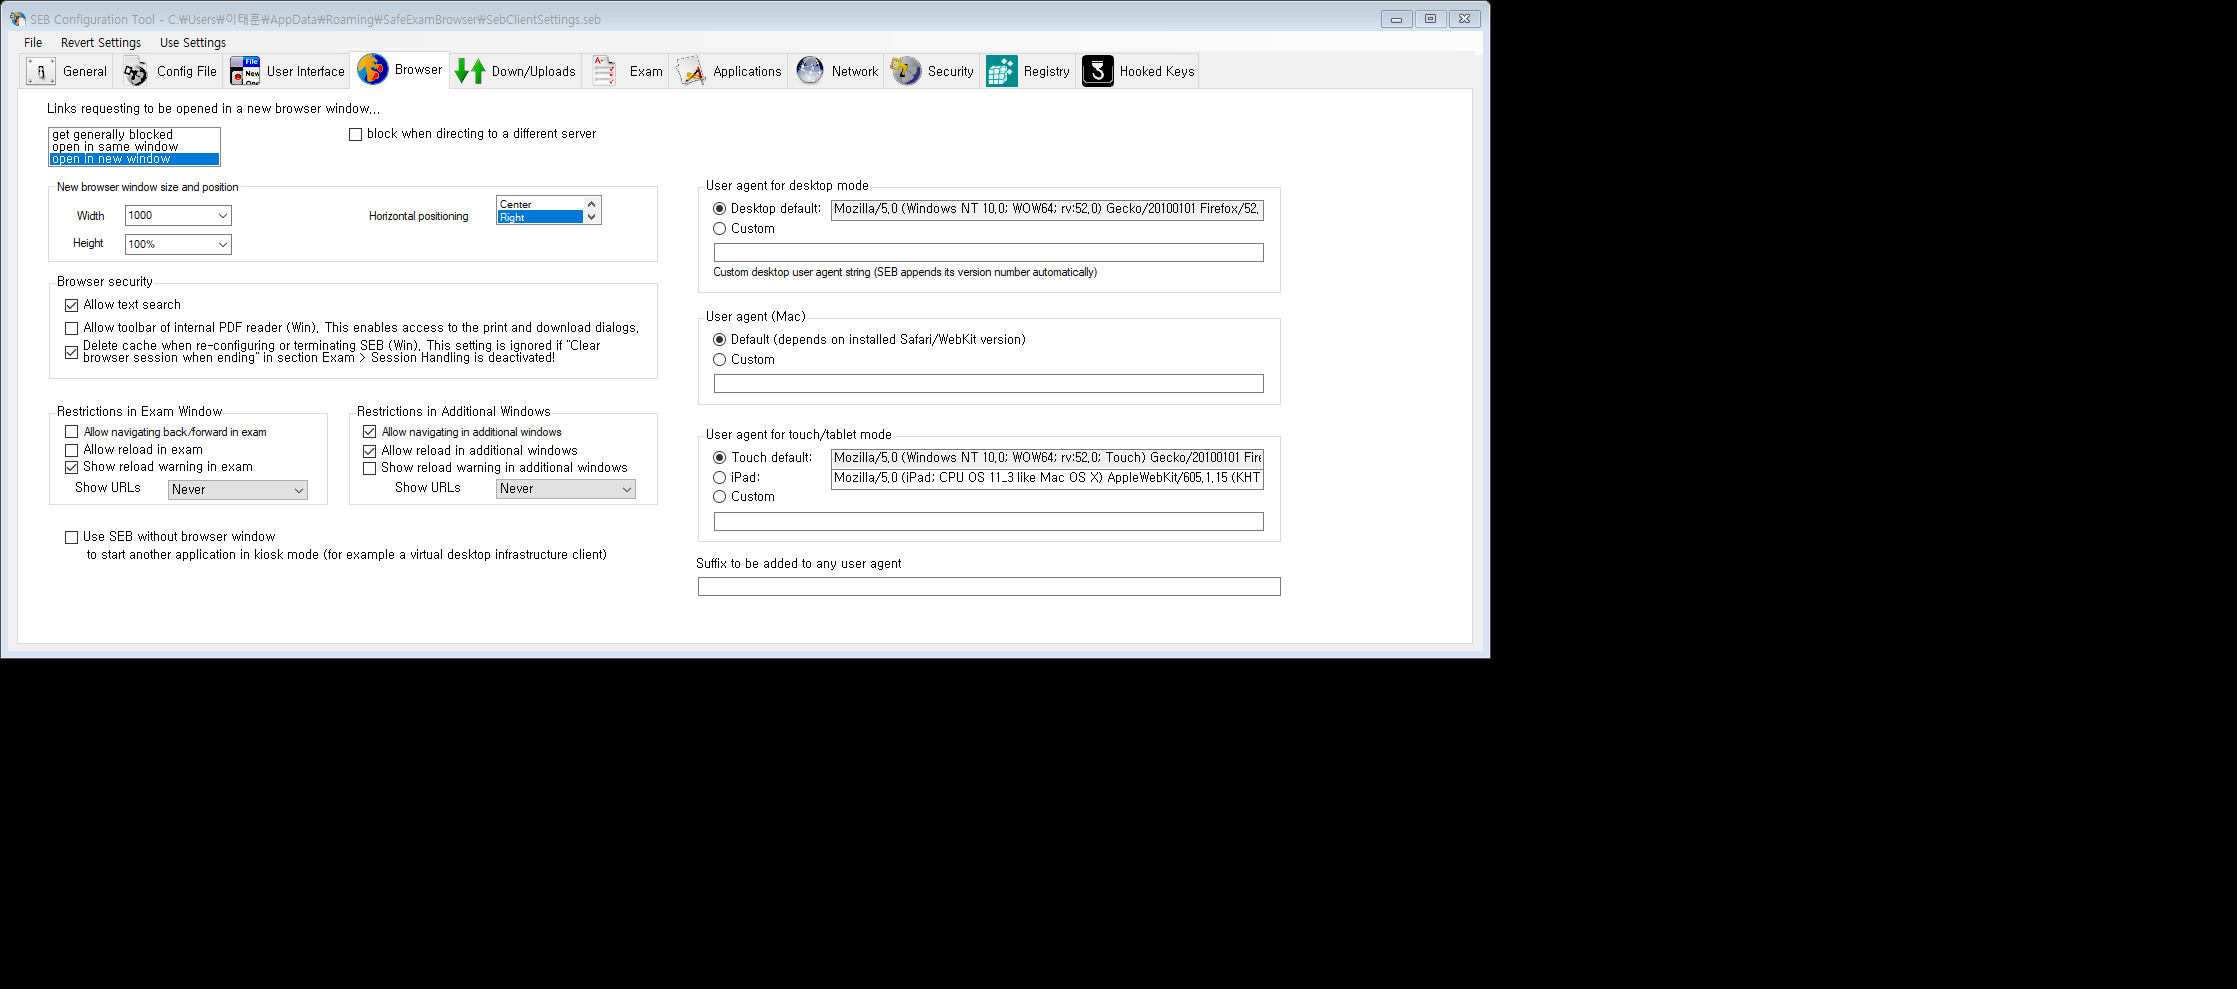 SEB Configuration Tool - C:₩Users₩이태훈₩AppData₩Roaming₩SafeExamBrowser₩SebClientSettings.seb
File Revert Settings Use Settings
General Config File User Interface Browser Down/Uploads Exam Applications Network Security Registry Hooked Keys
Links requesting to be opened in a new browser window...
get generally blocked
open in same window
open in new window
block when directing to a different server
New browser window size and position
Width 1000
Height 100%
Horizontal positioning
Center
Right
Browser security
Allow text search
Allow toolbar of internal PDF reader (Win). This enables access to the print and download dialogs.
Delete cache when re-configuring or terminating SEB (Win). This setting is ignored if "Clear
browser session when ending" in section Exam > Session Handling is deactivated!
Restrictions in Exam Window
Allow navigating back/forward in exam
Allow reload in exam
Show reload warning in exam
Show URLs Never
Restrictions in Additional Windows
Allow navigating in additional windows
Allow reload in additional windows
Show reload warning in additional windows
Show URLs Never
Use SEB without browser window
to start another application in kiosk mode (for example a virtual desktop infrastructure client)
User agent for desktop mode
Desktop default: Mozilla/5.0 (Windows NT 10.0; WOW64; rv:52.0) Gecko/20100101 Firefox/52.
Custom
Custom desktop user agent string (SEB appends its version number automatically)
User agent (Mac)
Default (depends on installed Safari/WebKit version)
Custom
User agent for touch/tablet mode
Touch default: Mozilla/5.0 (Windows NT 10.0; WOW64; rv:52.0; Touch) Gecko/20100101 Fire
iPad: Mozilla/5.0 (iPad; CPU OS 11_3 like Mac OS X) AppleWebKit/605.1.15 (KHT
Custom
Suffix to be added to any user agent